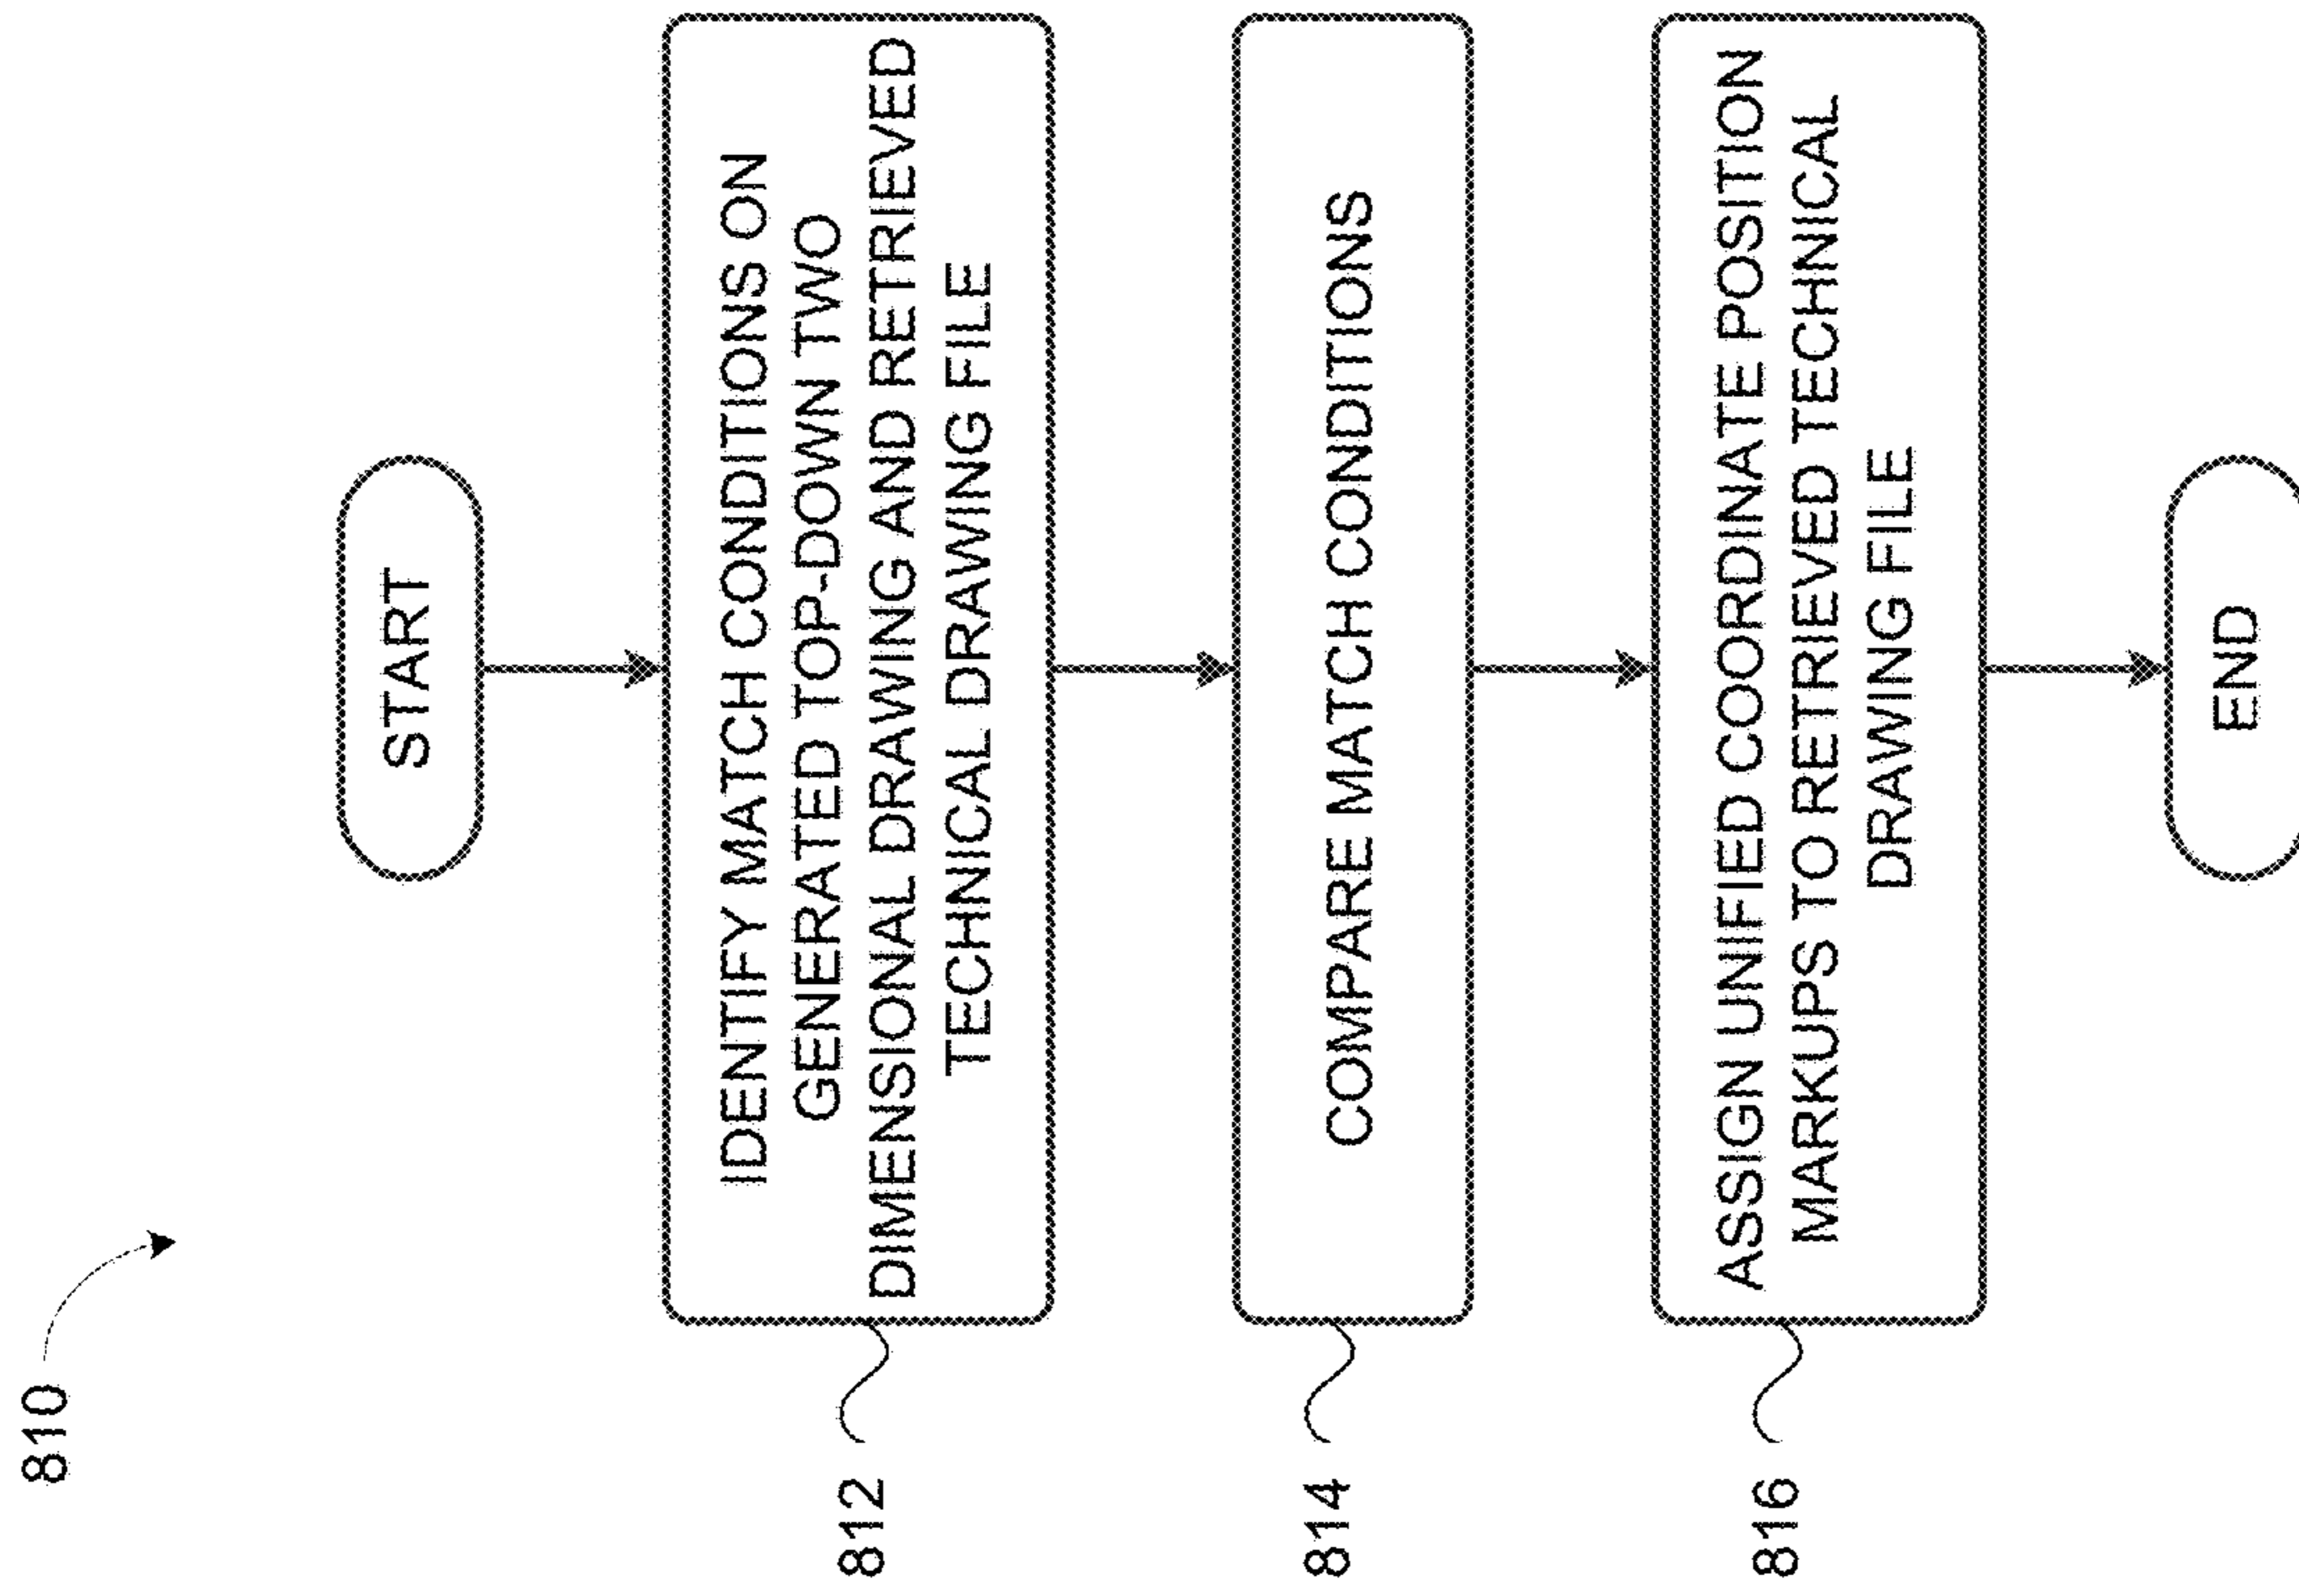 810
START
812
IDENTIFY MATCH CONDITIONS ON
GENERATED TOP-DOWN TWO
DIMENSIONAL DRAWING AND RETRIEVED
TECHNICAL DRAWING FILE
814
COMPARE MATCH CONDITIONS
816
ASSIGN UNIFIED COORDINATE POSITION
MARKUPS TO RETRIEVED TECHNICAL
DRAWING FILE
END